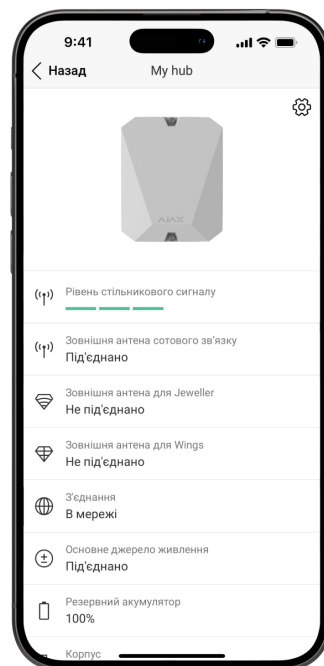 9:41
Назад My hub
AJAX
Рівень стільникового сигналу
Зовнішня антена сотового зв'язку
Під'єднано
Зовнішня антена для Jeweller
Не під'єднано
Зовнішня антена для Wings
Не під'єднано
З'єднання
В мережі
Основне джерело живлення
Під'єднано
Резервний акумулятор
100%
Корпус